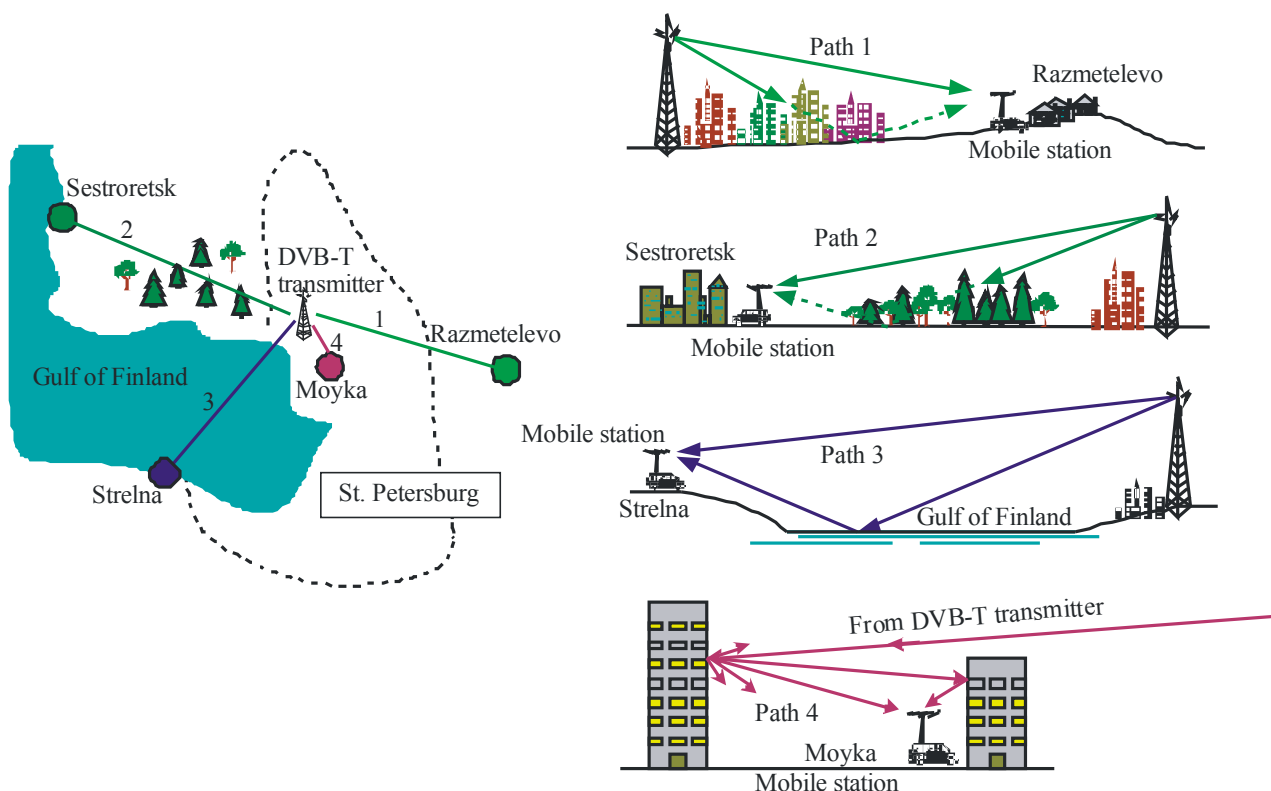 Sestroretsk
2
DVB-T
transmitter
1
Razmetelevo
4
Moyka
Gulf of Finland
3
Strelna
St. Petersburg
Path 1
Razmetelevo
Mobile station
Sestroretsk
Path 2
Mobile station
Mobile station
Path 3
Strelna
Gulf of Finland
From DVB-T transmitter
Path 4
Moyka
Mobile station